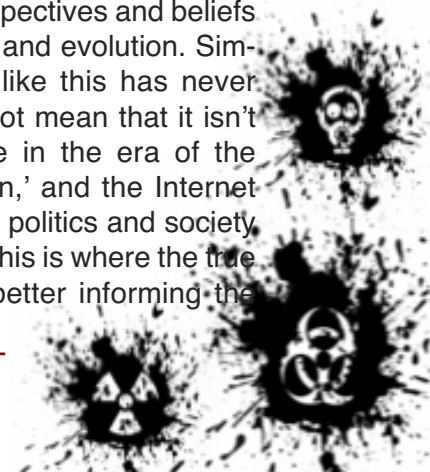 pectives and beliefs
and evolution. Sim-
like this has never
ot mean that it isn't
e in the era of the
n,' and the Internet
politics and society
his is where the true
better informing the